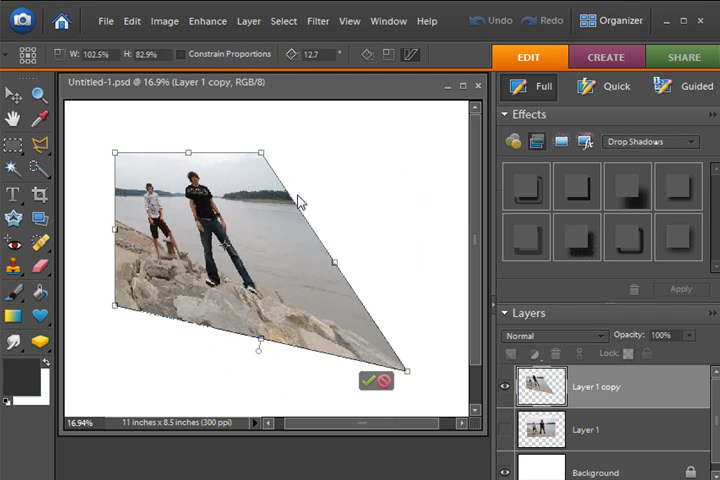 File Edit Image Enhance Layer Select Filter View Window Help Undo Redo Organizer
W: 102.5% H: 82.9% Constrain Proportions 12.7 °
EDIT CREATE SHARE
Untitled-1.psd @ 16.9% (Layer 1 copy, RGB/8)
Full Quick Guided
Effects
Drop Shadows
Apply
Layers
Normal Opacity: 100%
Lock:
Layer 1 copy
Layer 1
Background
16.94% 11 inches x 8.5 inches (300 ppi)